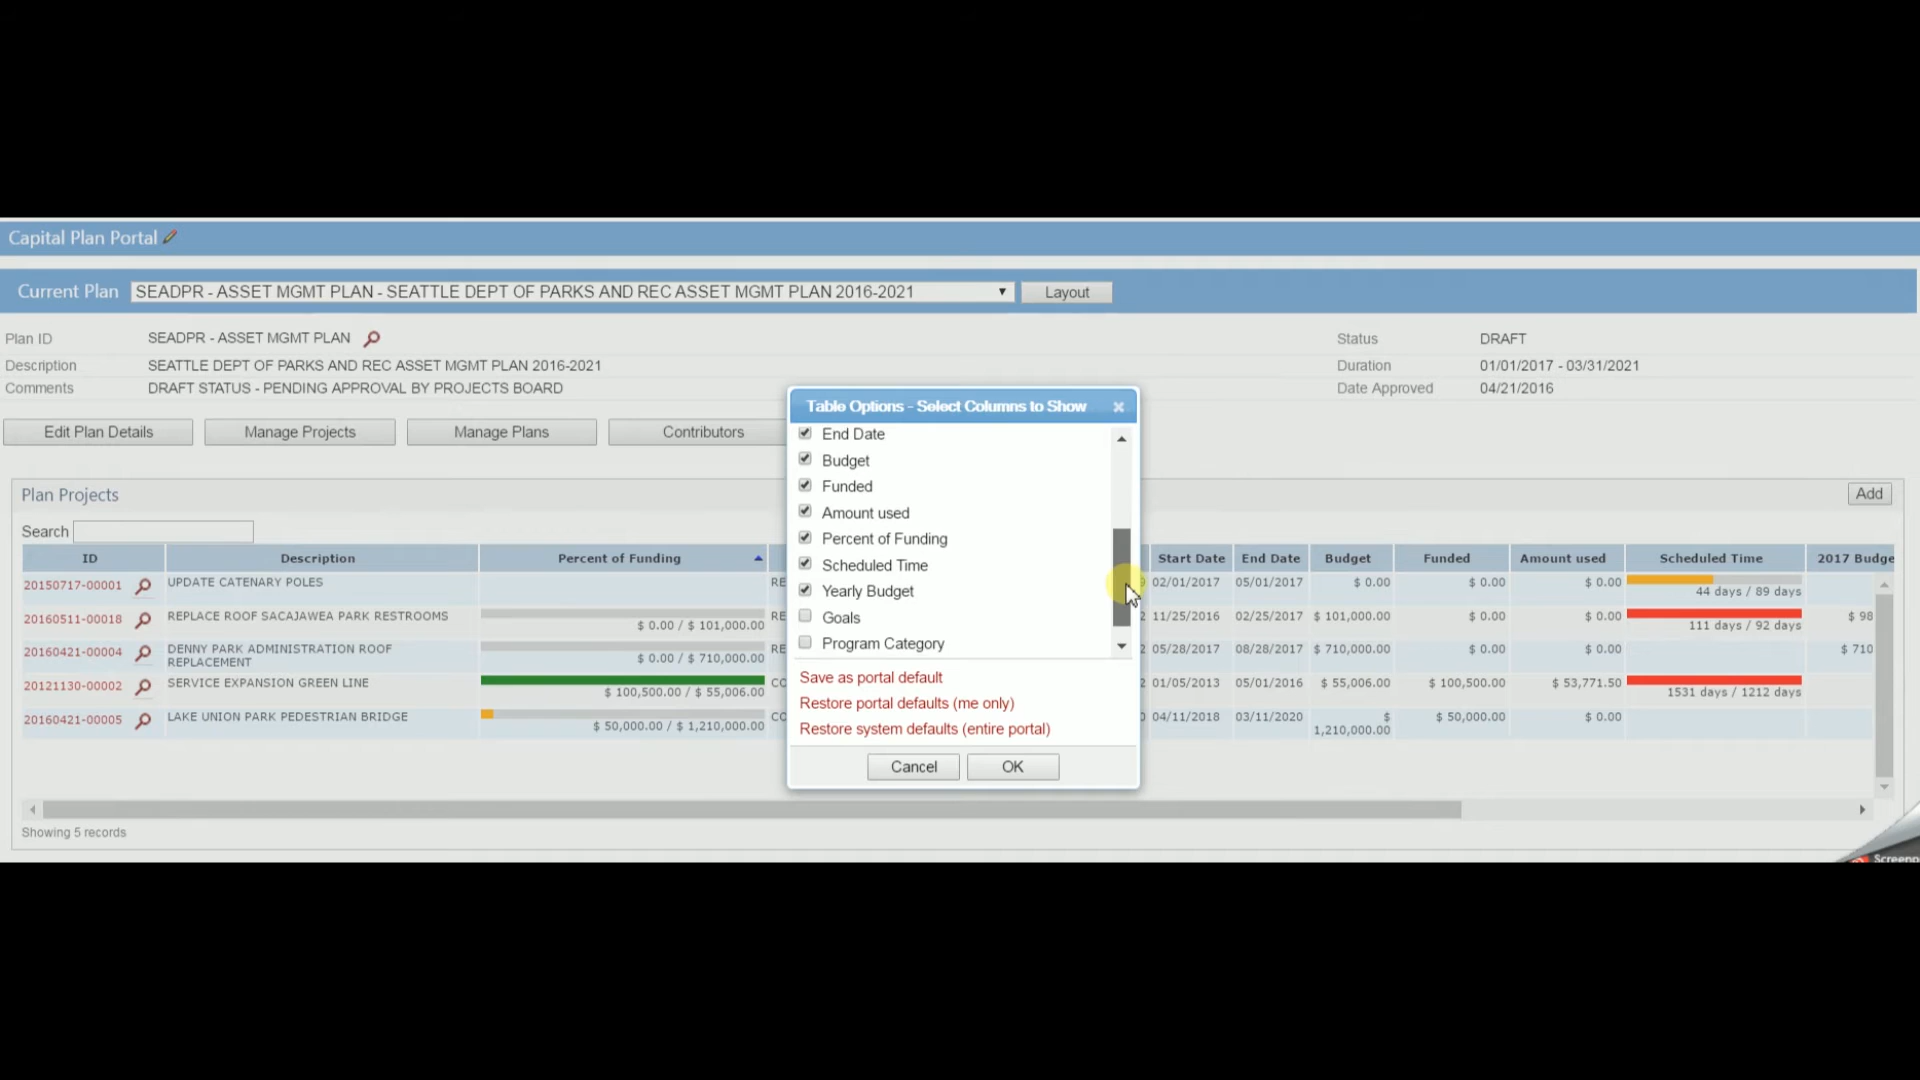 Capital Plan Portal
Current Plan SEADPR - ASSET MGMT PLAN - SEATTLE DEPT OF PARKS AND REC ASSET MGMT PLAN 2016-2021 Layout
Plan ID SEADPR - ASSET MGMT PLAN Status DRAFT
Description SEATTLE DEPT OF PARKS AND REC ASSET MGMT PLAN 2016-2021 Duration 01/01/2017 - 03/31/2021
Comments DRAFT STATUS - PENDING APPROVAL BY PROJECTS BOARD Date Approved 04/21/2016
Edit Plan Details Manage Projects Manage Plans Contributors
Table Options - Select Columns to Show
End Date
Budget
Funded
Amount used
Percent of Funding
Scheduled Time
Yearly Budget
Goals
Program Category
Save as portal default
Restore portal defaults (me only)
Restore system defaults (entire portal)
Cancel OK
Plan Projects Add
Search
ID Description Percent of Funding Start Date End Date Budget Funded Amount used Scheduled Time 2017 Budge
20150717-00001 UPDATE CATENARY POLES RE 02/01/2017 05/01/2017 $ 0.00 $ 0.00 $ 0.00
44 days / 89 days
20160511-00018 REPLACE ROOF SACAJAWEA PARK RESTROOMS RE 2 11/25/2016 02/25/2017 $ 101,000.00 $ 0.00 $ 0.00 $ 98
$ 0.00 / $ 101,000.00 111 days / 92 days
20160421-00004 DENNY PARK ADMINISTRATION ROOF RE 2 05/28/2017 08/28/2017 $ 710,000.00 $ 0.00 $ 0.00 $ 710
REPLACEMENT $ 0.00 / $ 710,000.00
20121130-00002 SERVICE EXPANSION GREEN LINE CO 2 01/05/2013 05/01/2016 $ 55,006.00 $ 100,500.00 $ 53,771.50
$ 100,500.00 / $ 55,006.00 1531 days / 1212 days
20160421-00005 LAKE UNION PARK PEDESTRIAN BRIDGE CO 0 04/11/2018 03/11/2020 $ $ 50,000.00 $ 0.00
$ 50,000.00 / $ 1,210,000.00 1,210,000.00
Showing 5 records